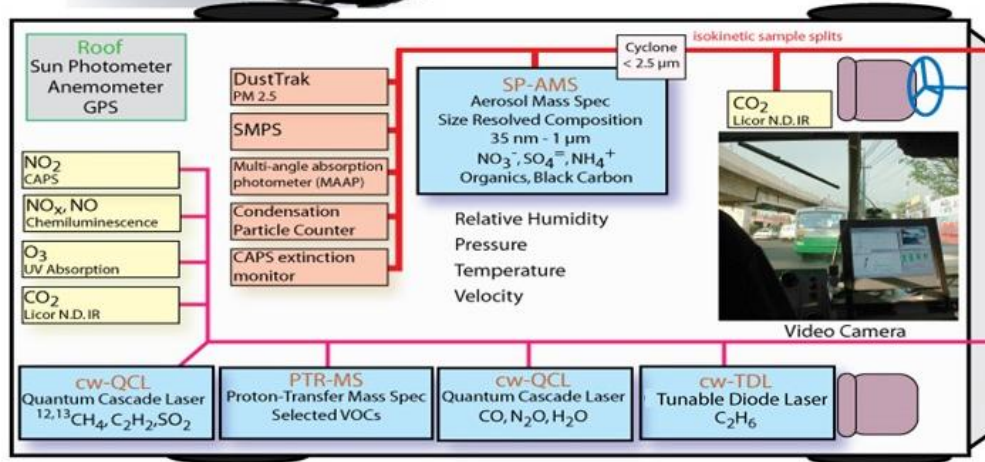 Roof
Sun Photometer
Anemometer
GPS
NO₂
CAPS
NOₓ, NO
Chemiluminescence
O₃
UV Absorption
CO₂
Licor N.D. IR
DustTrak
PM 2.5
SMPS
Multi-angle absorption
photometer (MAAP)
Condensation
Particle Counter
CAPS extinction
monitor
SP-AMS
Aerosol Mass Spec
Size Resolved Composition
35 nm - 1 µm
NO₃⁻, SO₄⁼, NH₄⁺
Organics, Black Carbon
Relative Humidity
Pressure
Temperature
Velocity
Cyclone
< 2.5 µm
isokinetic sample splits
CO₂
Licor N.D. IR
Video Camera
cw-QCL
Quantum Cascade Laser
¹²,¹³CH₄, C₂H₂, SO₂
PTR-MS
Proton-Transfer Mass Spec
Selected VOCs
cw-QCL
Quantum Cascade Laser
CO, N₂O, H₂O
cw-TDL
Tunable Diode Laser
C₂H₆